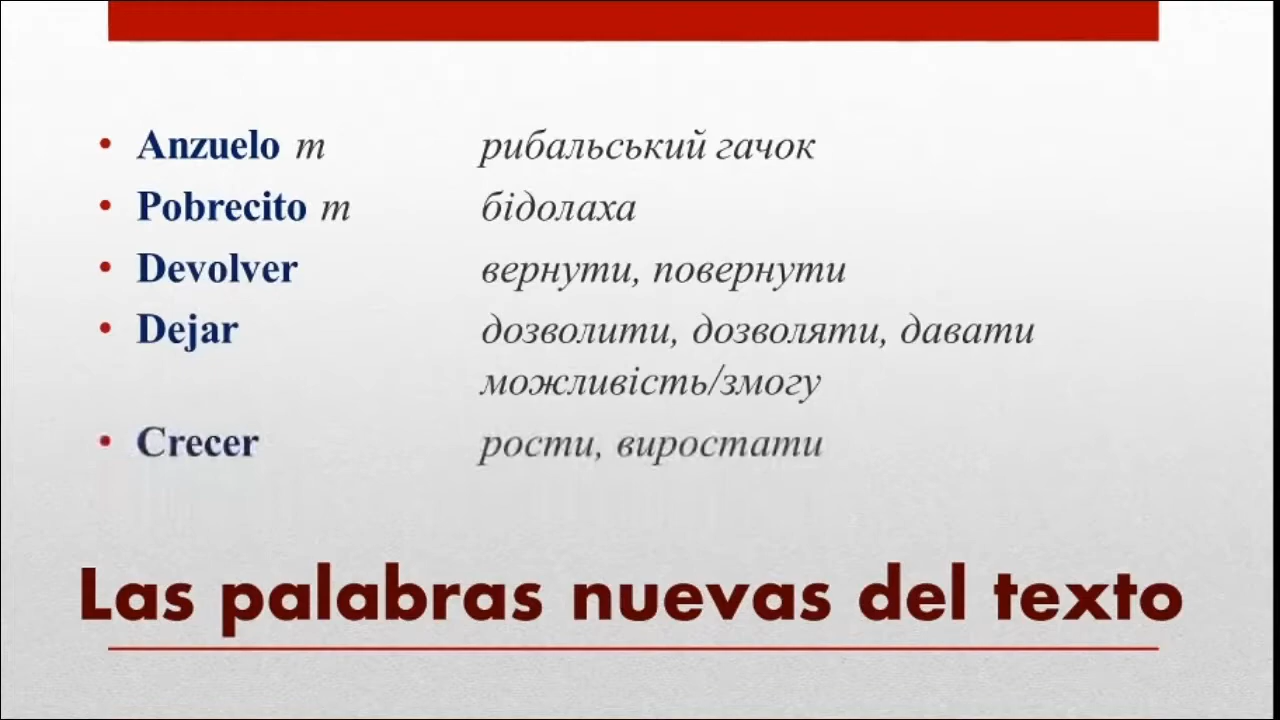 • Anzuelo m рибальський гачок
• Pobrecito m бідолаха
• Devolver вернути, повернути
• Dejar дозволити, дозволяти, давати
можливість/змогу
• Crecer рости, виростати
Las palabras nuevas del texto